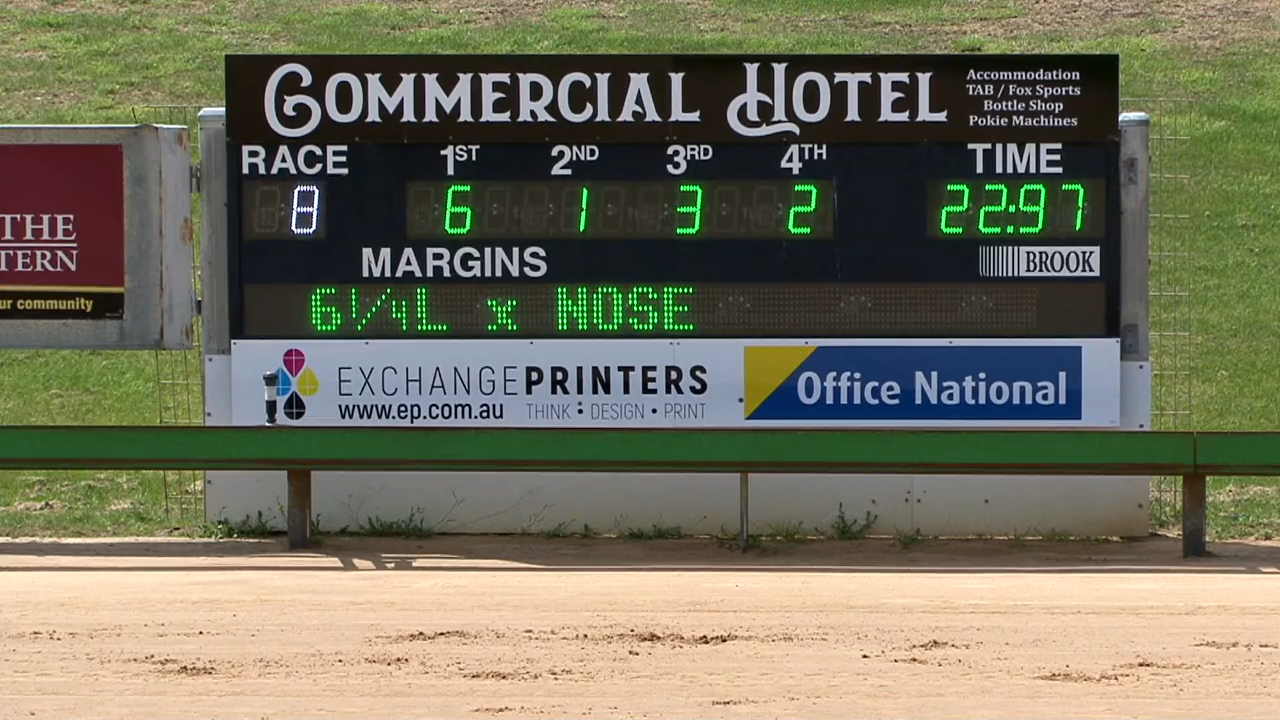 COMMERCIAL HOTEL
Accommodation
TAB / Fox Sports
Bottle Shop
Pokie Machines
RACE 1ST 2ND 3RD 4TH TIME
8 6 1 3 2 22:97
MARGINS
BROOK
6¼L x NOSE
THE
TERN
ur community
EXCHANGEPRINTERS
www.ep.com.au THINK : DESIGN • PRINT
Office National